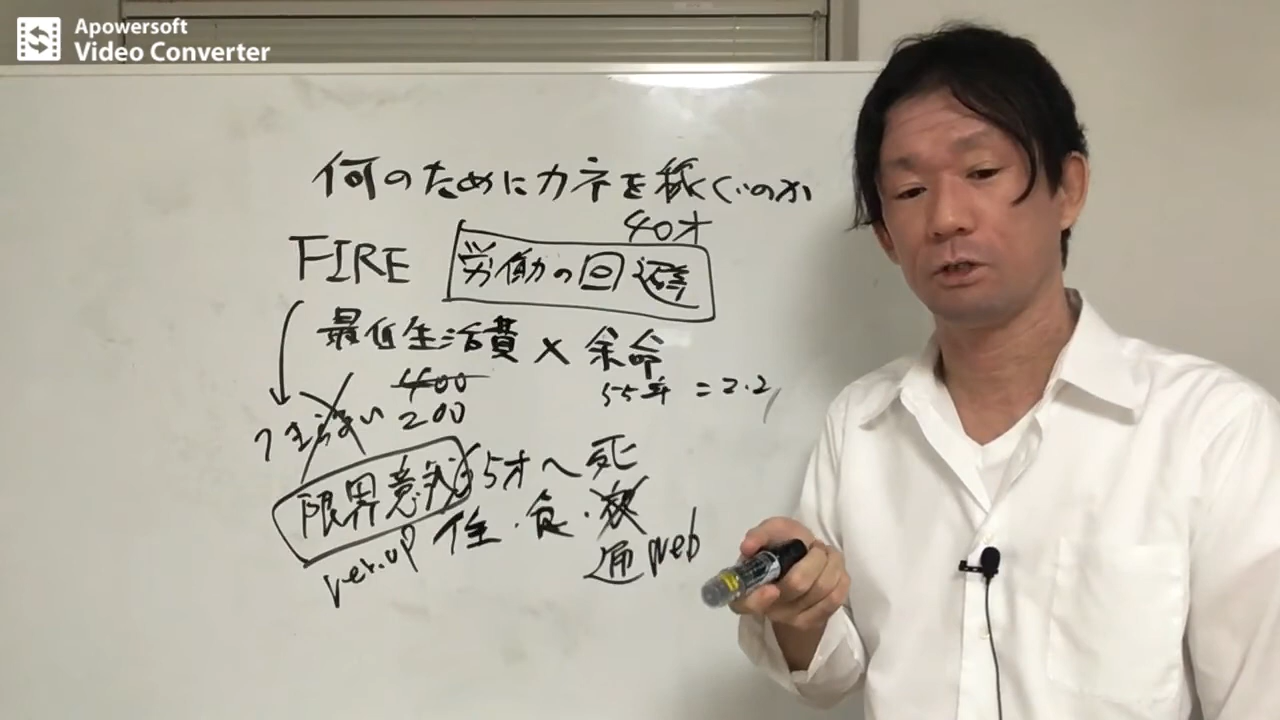 Apowersoft
Video Converter
何のためにカネを稼ぐのか
40才
FIRE 労働の回避
最低生活費 × 余命
400
55年 = 2.2
200
限界意識 65才へ死
ver.up 住・食・衣
通 Web